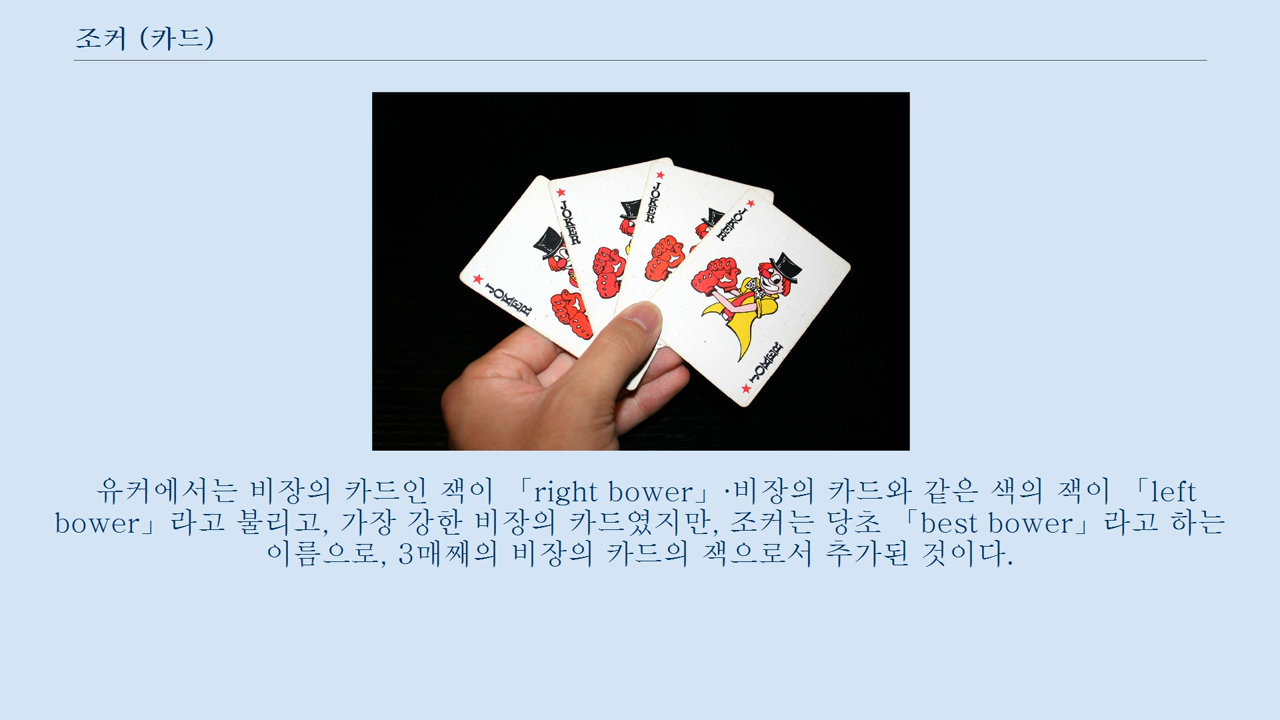 조커 (카드)
JOKER
JOKER
JOKER
JOKER
JOKER
유커에서는 비장의 카드인 잭이 「right bower」·비장의 카드와 같은 색의 잭이 「left
bower」라고 불리고, 가장 강한 비장의 카드였지만, 조커는 당초 「best bower」라고 하는
이름으로, 3매째의 비장의 카드의 잭으로서 추가된 것이다.